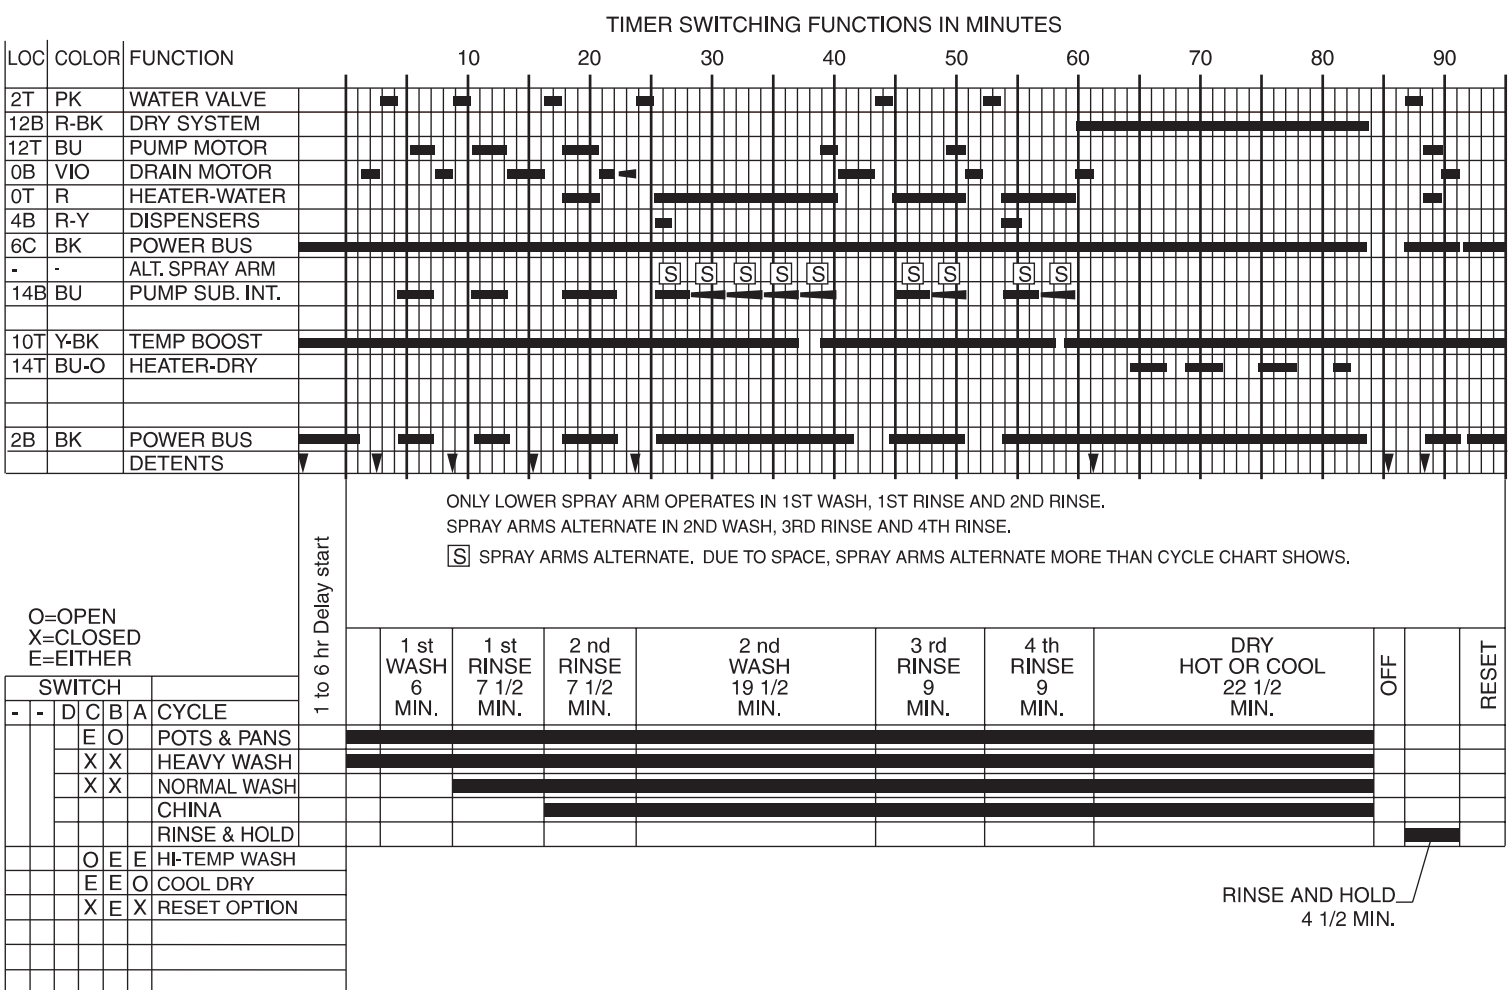 TIMER SWITCHING FUNCTIONS IN MINUTES
LOC COLOR FUNCTION 10 20 30 40 50 60 70 80 90
2T PK WATER VALVE
12B R-BK DRY SYSTEM
12T BU PUMP MOTOR
0B VIO DRAIN MOTOR
0T R HEATER-WATER
4B R-Y DISPENSERS
6C BK POWER BUS
- - ALT. SPRAY ARM S S S S S S S S S
14B BU PUMP SUB. INT.
10T Y-BK TEMP BOOST
14T BU-O HEATER-DRY
2B BK POWER BUS
DETENTS
ONLY LOWER SPRAY ARM OPERATES IN 1ST WASH, 1ST RINSE AND 2ND RINSE.
SPRAY ARMS ALTERNATE IN 2ND WASH, 3RD RINSE AND 4TH RINSE.
S SPRAY ARMS ALTERNATE. DUE TO SPACE, SPRAY ARMS ALTERNATE MORE THAN CYCLE CHART SHOWS.
O=OPEN
X=CLOSED
E=EITHER
1 to 6 hr Delay start
1 st
WASH
6
MIN.
1 st
RINSE
7 1/2
MIN.
2 nd
RINSE
7 1/2
MIN.
2 nd
WASH
19 1/2
MIN.
3 rd
RINSE
9
MIN.
4 th
RINSE
9
MIN.
DRY
HOT OR COOL
22 1/2
MIN.
OFF
RESET
SWITCH
- - D C B A CYCLE
E O POTS & PANS
X X HEAVY WASH
X X NORMAL WASH
CHINA
RINSE & HOLD
O E E HI-TEMP WASH
E E O COOL DRY
X E X RESET OPTION
RINSE AND HOLD
4 1/2 MIN.